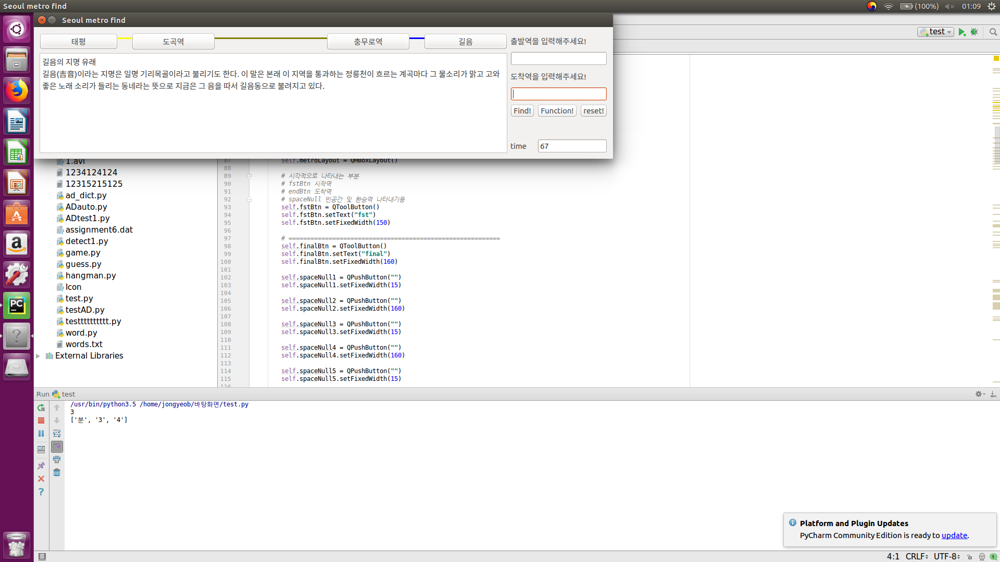 Seoul metro find
(100%)
01:09
Seoul metro find
태평
도곡역
충무로역
길음
출발역을 입력해주세요!
길음의 지명 유래
길음(吉音)이라는 지명은 일명 기리목골이라고 불리기도 한다. 이 말은 본래 이 지역을 통과하는 정릉천이 흐르는 계곡마다 그 물소리가 맑고 고와
좋은 노래 소리가 들리는 동네라는 뜻으로 지금은 그 음을 따서 길음동으로 불려지고 있다.
도착역을 입력해주세요!
Find!
Function!
reset!
time
67
test
1.avi
1234124124
12315215125
ad_dict.py
ADauto.py
ADtest1.py
assignment6.dat
detect1.py
game.py
guess.py
hangman.py
Icon
test.py
testAD.py
testttttttttt.py
word.py
words.txt
External Libraries
87 self.metroLayout = QHBoxLayout()
88
89 # 시각적으로 나타내는 부분
90 # fstBtn 시작역
91 # endBtn 도착역
92 # spaceNull 빈공간 및 환승역 나타내기용
93 self.fstBtn = QToolButton()
94 self.fstBtn.setText("fst")
95 self.fstBtn.setFixedWidth(150)
96
97 # ==========================================================
98 self.finalBtn = QToolButton()
99 self.finalBtn.setText("final")
100 self.finalBtn.setFixedWidth(160)
101
102 self.spaceNull1 = QPushButton("")
103 self.spaceNull1.setFixedWidth(15)
104
105 self.spaceNull2 = QPushButton("")
106 self.spaceNull2.setFixedWidth(160)
107
108 self.spaceNull3 = QPushButton("")
109 self.spaceNull3.setFixedWidth(15)
110
111 self.spaceNull4 = QPushButton("")
112 self.spaceNull4.setFixedWidth(160)
113
114 self.spaceNull5 = QPushButton("")
115 self.spaceNull5.setFixedWidth(15)
116
Run test
/usr/bin/python3.5 /home/jongyeob/바탕화면/test.py
3
['분', '3', '4']
Platform and Plugin Updates
PyCharm Community Edition is ready to update.
4:1 CRLF UTF-8 1